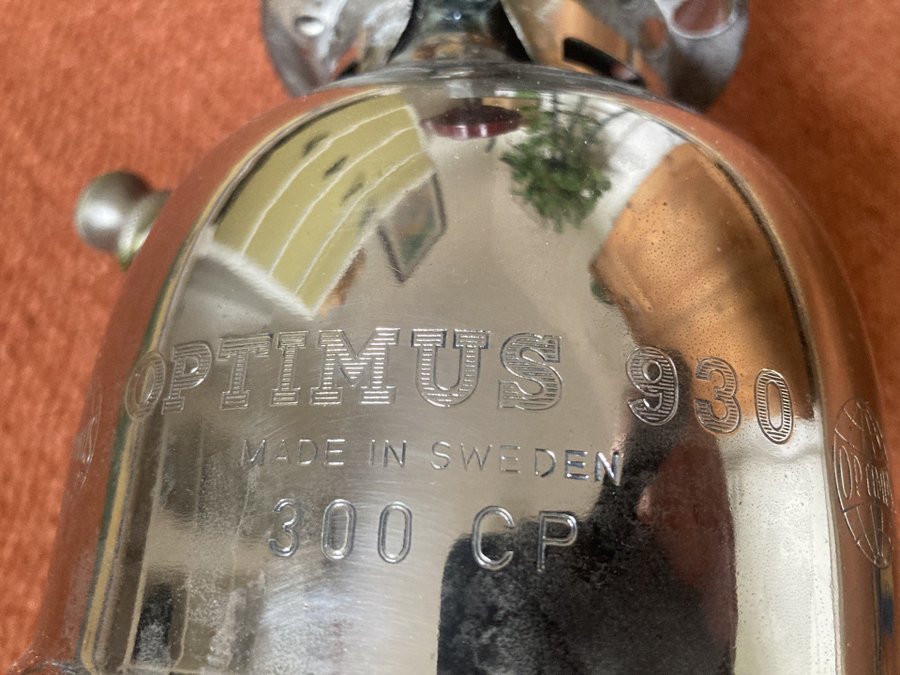 OPTIMUS 930
MADE IN SWEDEN
300 CP